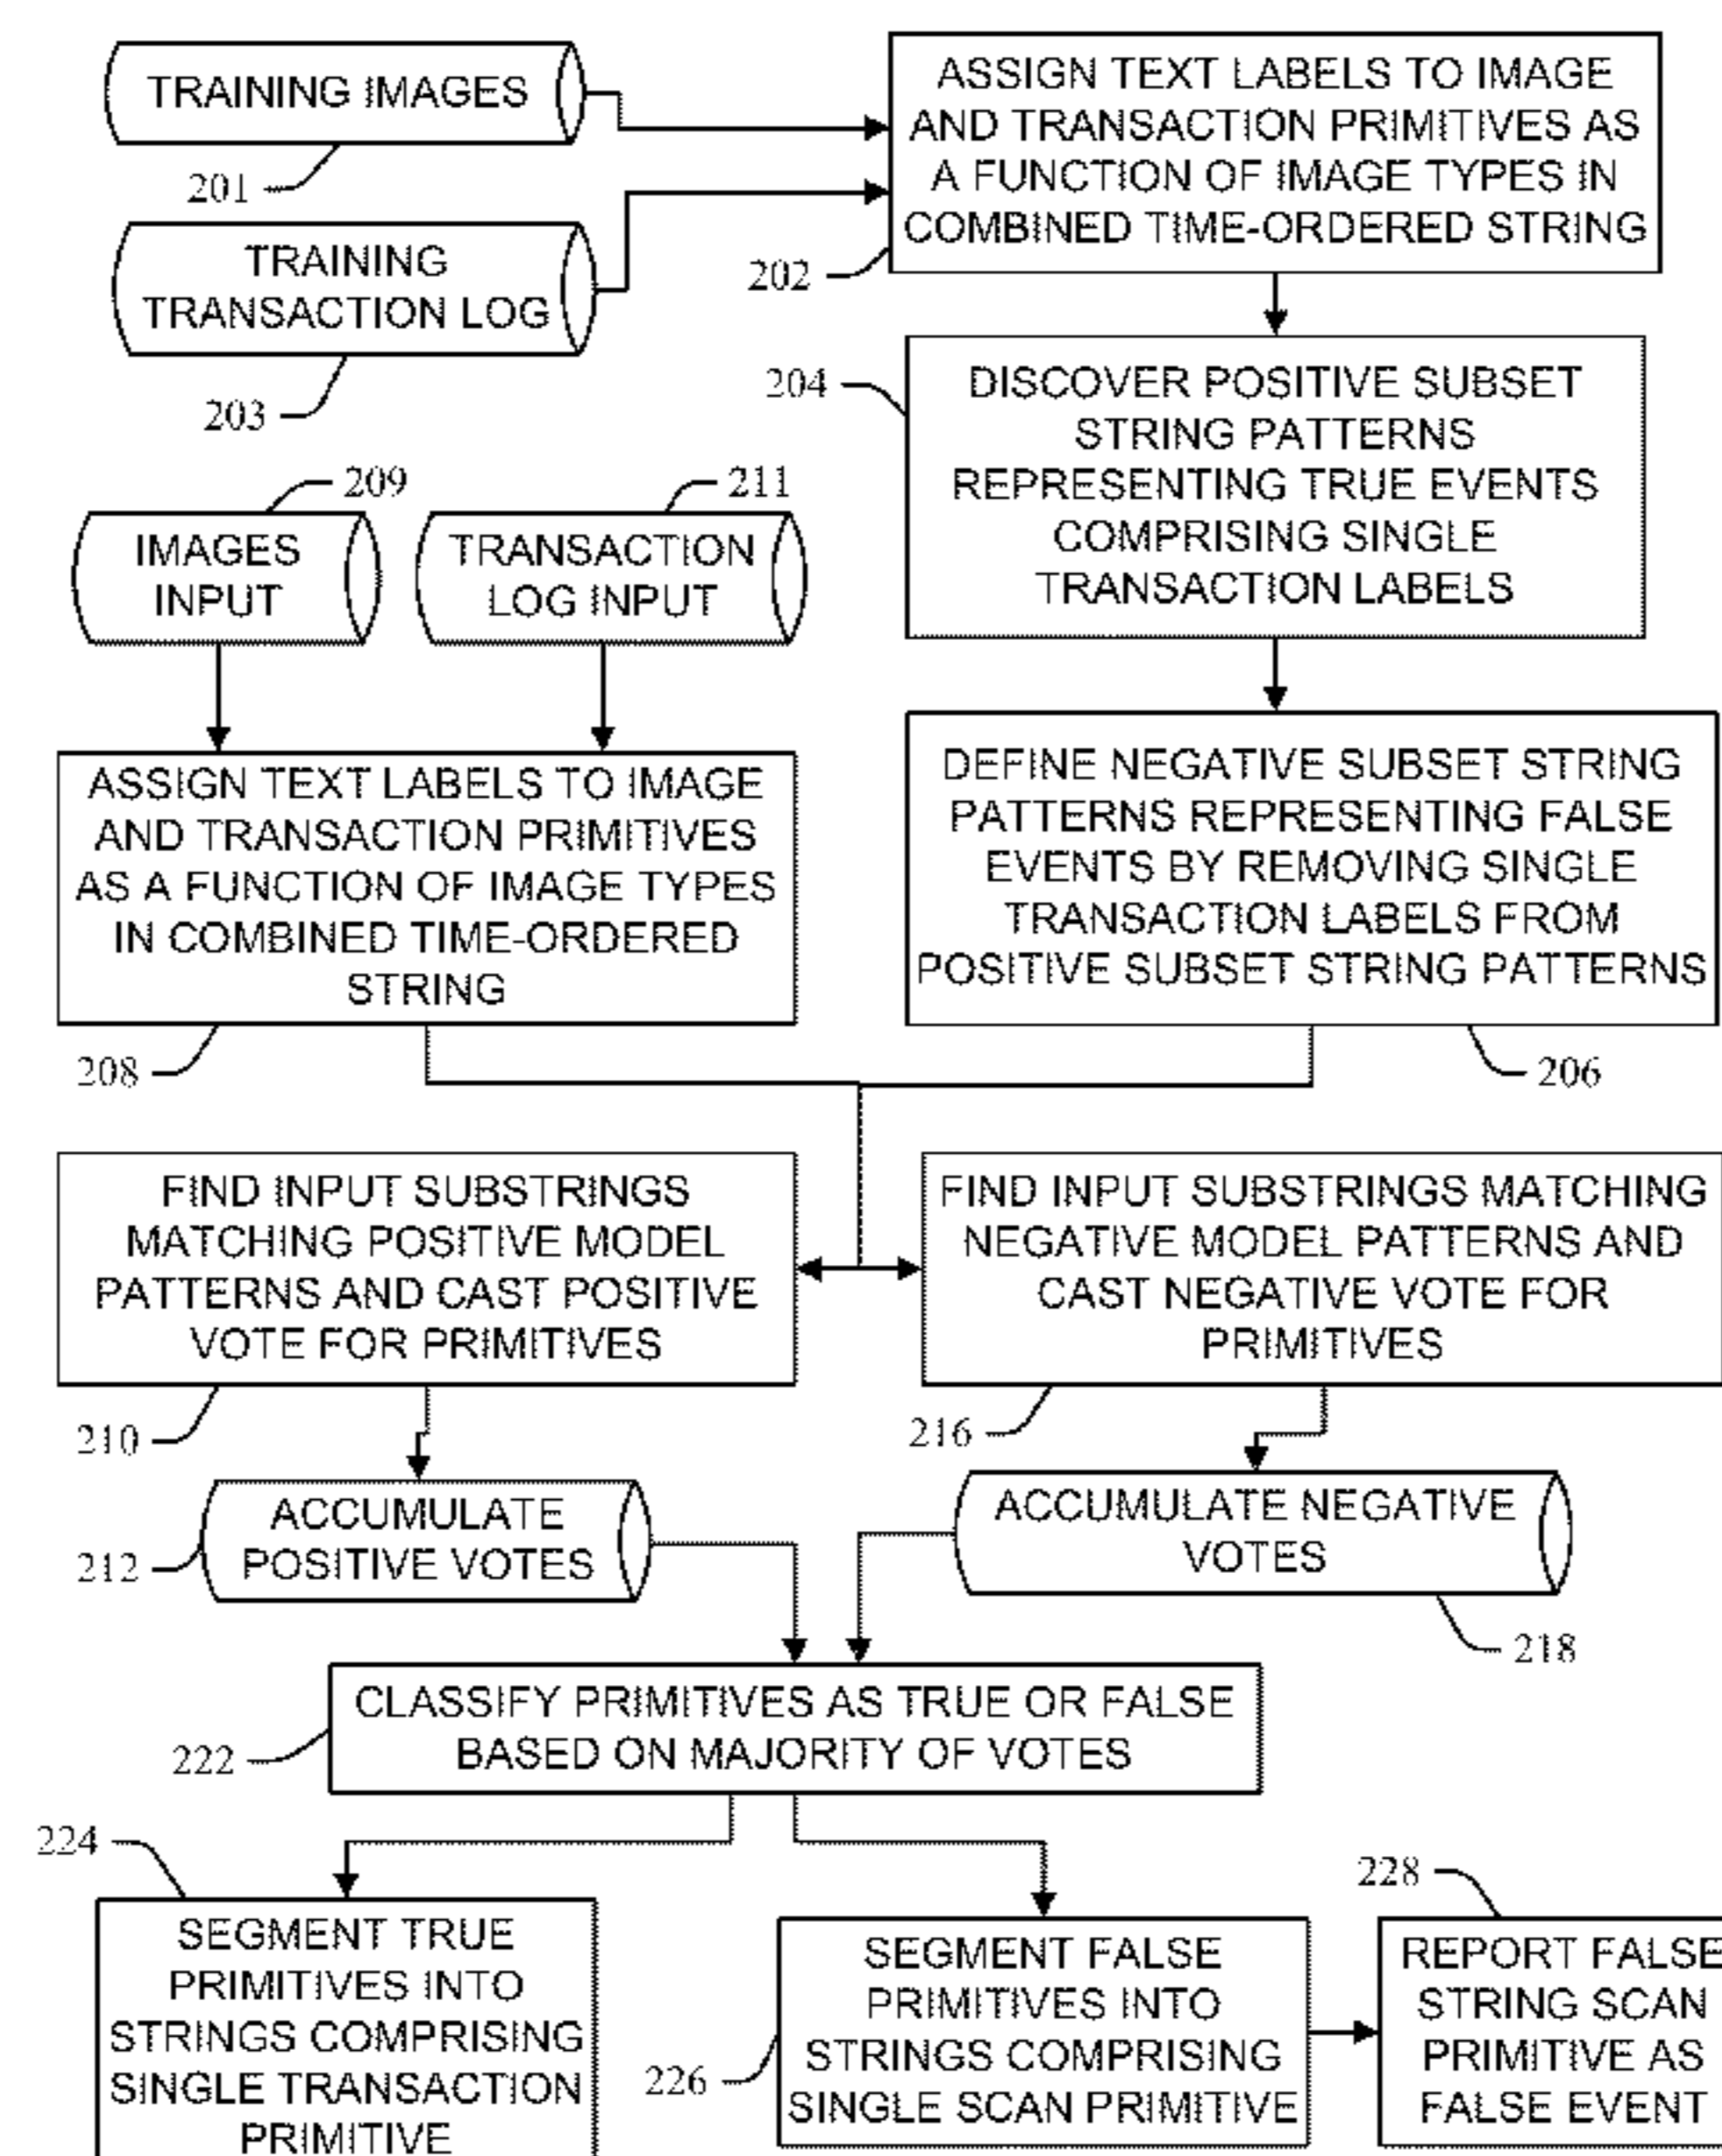 TRAINING IMAGES
201
TRAINING
TRANSACTION LOG
203
ASSIGN TEXT LABELS TO IMAGE
AND TRANSACTION PRIMITIVES AS
A FUNCTION OF IMAGE TYPES IN
COMBINED TIME-ORDERED STRING
202
204
DISCOVER POSITIVE SUBSET
STRING PATTERNS
REPRESENTING TRUE EVENTS
COMPRISING SINGLE
TRANSACTION LABELS
209
IMAGES
INPUT
211
TRANSACTION
LOG INPUT
ASSIGN TEXT LABELS TO IMAGE
AND TRANSACTION PRIMITIVES
AS A FUNCTION OF IMAGE TYPES
IN COMBINED TIME-ORDERED
STRING
208
DEFINE NEGATIVE SUBSET STRING
PATTERNS REPRESENTING FALSE
EVENTS BY REMOVING SINGLE
TRANSACTION LABELS FROM
POSITIVE SUBSET STRING PATTERNS
206
FIND INPUT SUBSTRINGS
MATCHING POSITIVE MODEL
PATTERNS AND CAST POSITIVE
VOTE FOR PRIMITIVES
210
FIND INPUT SUBSTRINGS MATCHING
NEGATIVE MODEL PATTERNS AND
CAST NEGATIVE VOTE FOR
PRIMITIVES
216
ACCUMULATE
POSITIVE VOTES
212
ACCUMULATE NEGATIVE
VOTES
218
CLASSIFY PRIMITIVES AS TRUE OR FALSE
BASED ON MAJORITY OF VOTES
222
224
SEGMENT TRUE
PRIMITIVES INTO
STRINGS COMPRISING
SINGLE TRANSACTION
PRIMITIVE
SEGMENT FALSE
PRIMITIVES INTO
STRINGS COMPRISING
SINGLE SCAN PRIMITIVE
226
228
REPORT FALSE
STRING SCAN
PRIMITIVE AS
FALSE EVENT